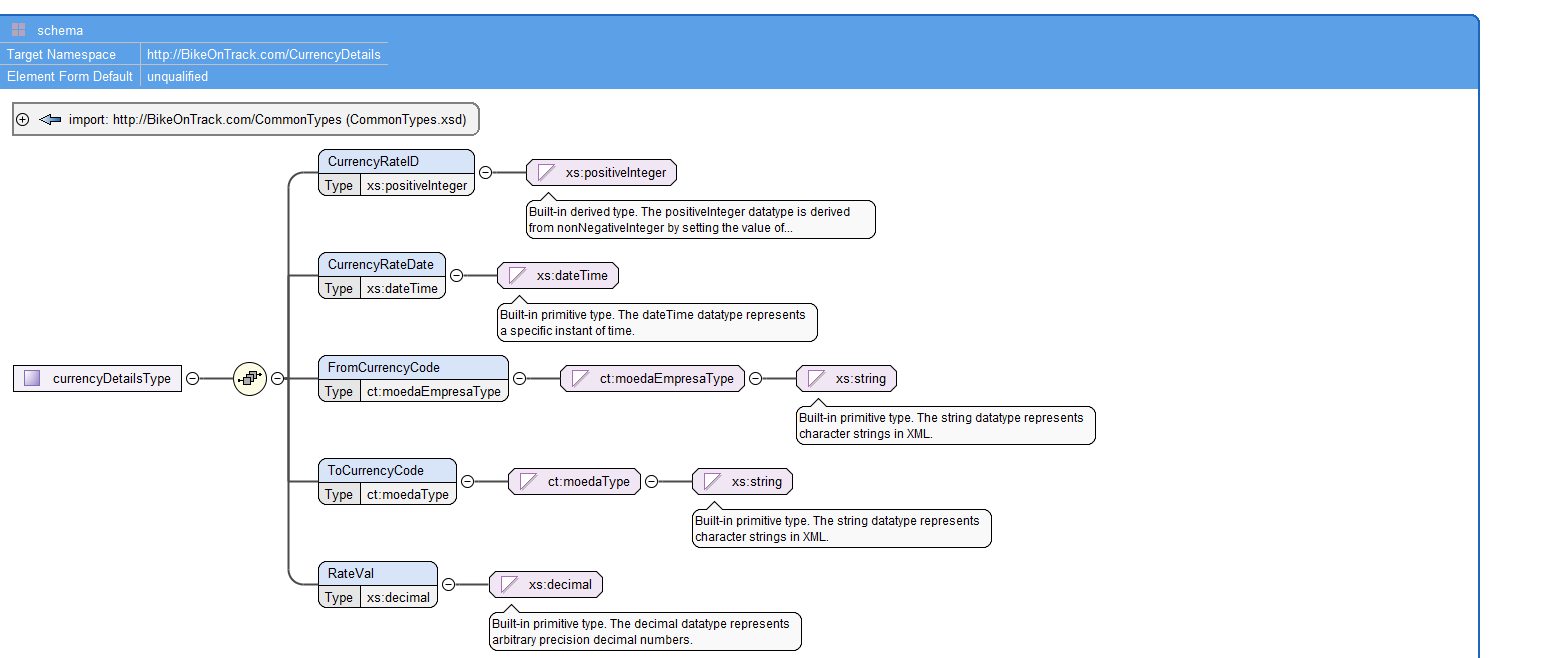 schema
Target Namespace http://BikeOnTrack.com/CurrencyDetails
Element Form Default unqualified
import: http://BikeOnTrack.com/CommonTypes (CommonTypes.xsd)
CurrencyRateID
Type xs:positiveInteger
xs:positiveInteger
Built-in derived type. The positiveInteger datatype is derived
from nonNegativeInteger by setting the value of...
CurrencyRateDate
Type xs:dateTime
xs:dateTime
Built-in primitive type. The dateTime datatype represents
a specific instant of time.
currencyDetailsType
FromCurrencyCode
Type ct:moedaEmpresaType
ct:moedaEmpresaType
xs:string
Built-in primitive type. The string datatype represents
character strings in XML.
ToCurrencyCode
Type ct:moedaType
ct:moedaType
xs:string
Built-in primitive type. The string datatype represents
character strings in XML.
RateVal
Type xs:decimal
xs:decimal
Built-in primitive type. The decimal datatype represents
arbitrary precision decimal numbers.